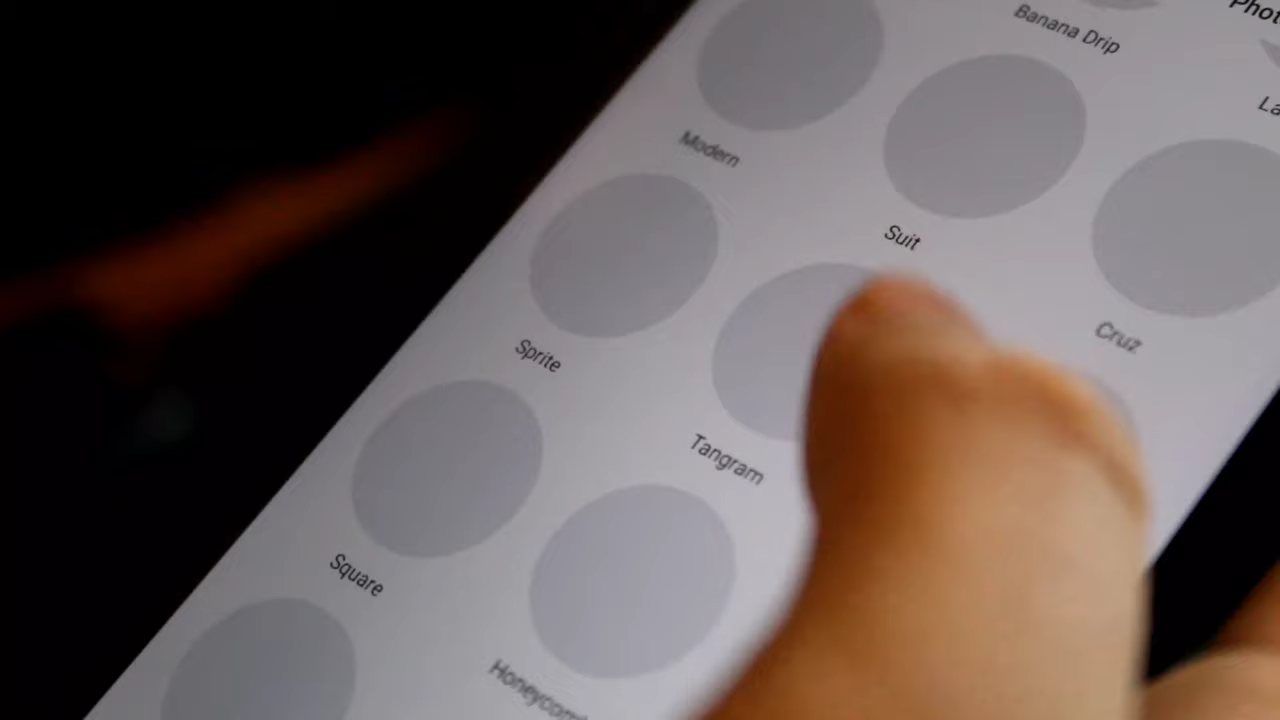 Banana Drip
Modern
Suit
Cruz
Sprite
Tangram
Square